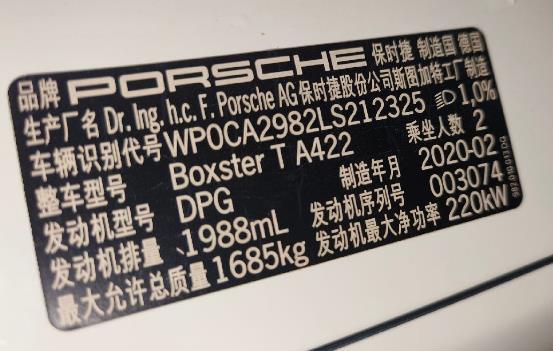 品牌 PORSCHE 保时捷 制造国 德国
生产厂名 Dr. Ing. h.c. F. Porsche AG 保时捷股份公司斯图加特工厂制造
车辆识别代号 WP0CA2982LS212325 1,0%
整车型号 Boxster T A422 乘坐人数 2
发动机型号 DPG 制造年月 2020-02
发动机排量 1988mL 发动机序列号 003074
最大允许总质量 1685kg 发动机最大净功率 220kW
982.010.013.DG